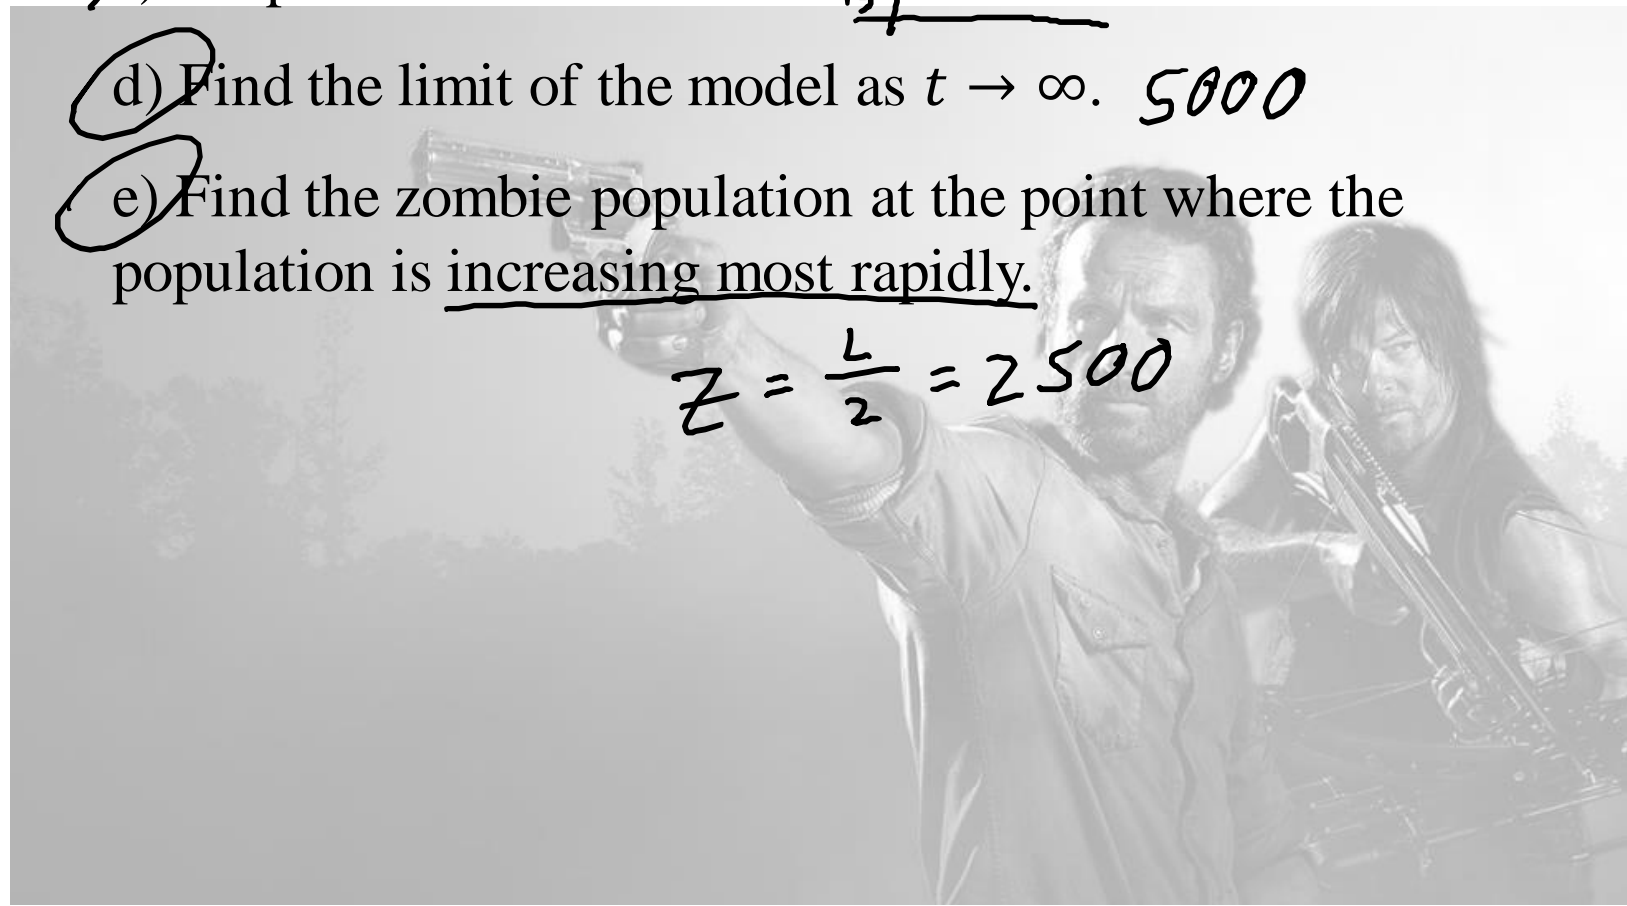 d) Find the limit of the model as t → ∞. 5000
e) Find the zombie population at the point where the
population is increasing most rapidly.
Z = L/2 = 2500